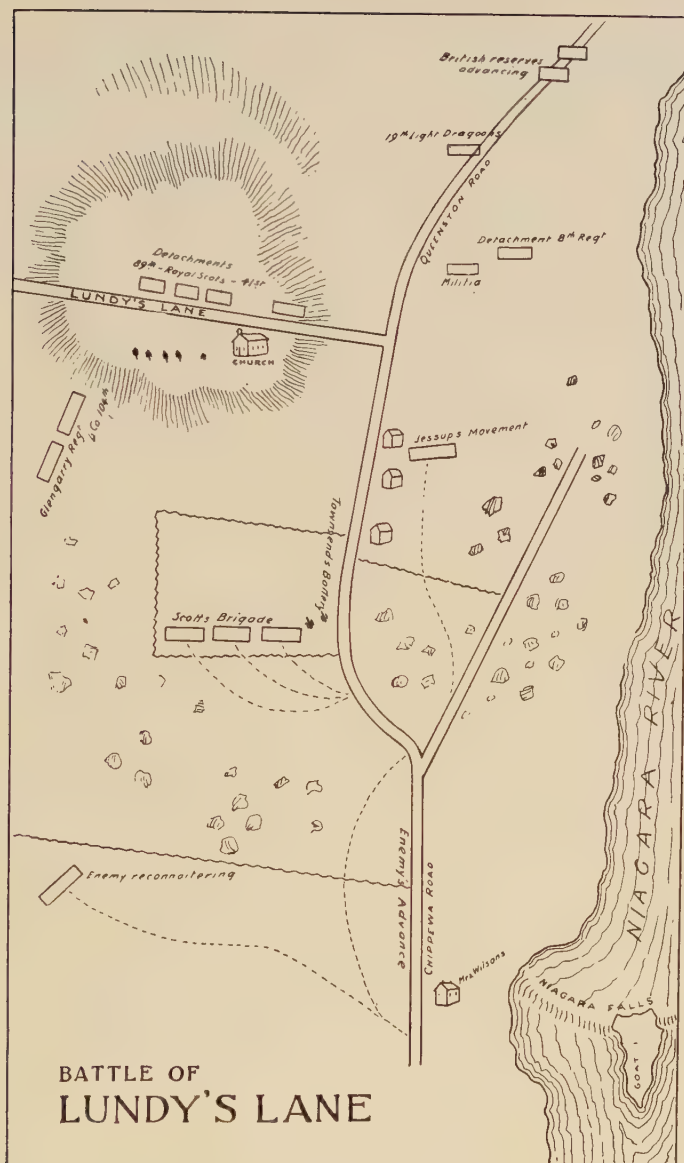 British reserves
advancing
19th Light Dragoons
QUEENSTON ROAD
Detachment 8th Regt
Militia
Detachments
89th - Royal Scots - 41st
LUNDY'S LANE
CHURCH
Glengarry Regt
& Co 104th
Jessups Movement
Townsend's Battery
Scott's Brigade
NIAGARA RIVER
Enemy reconnoitering
Enemy's Advance
CHIPPEWA ROAD
Mrs Wilsons
NIAGARA FALLS
GOAT I
BATTLE OF
LUNDY'S LANE